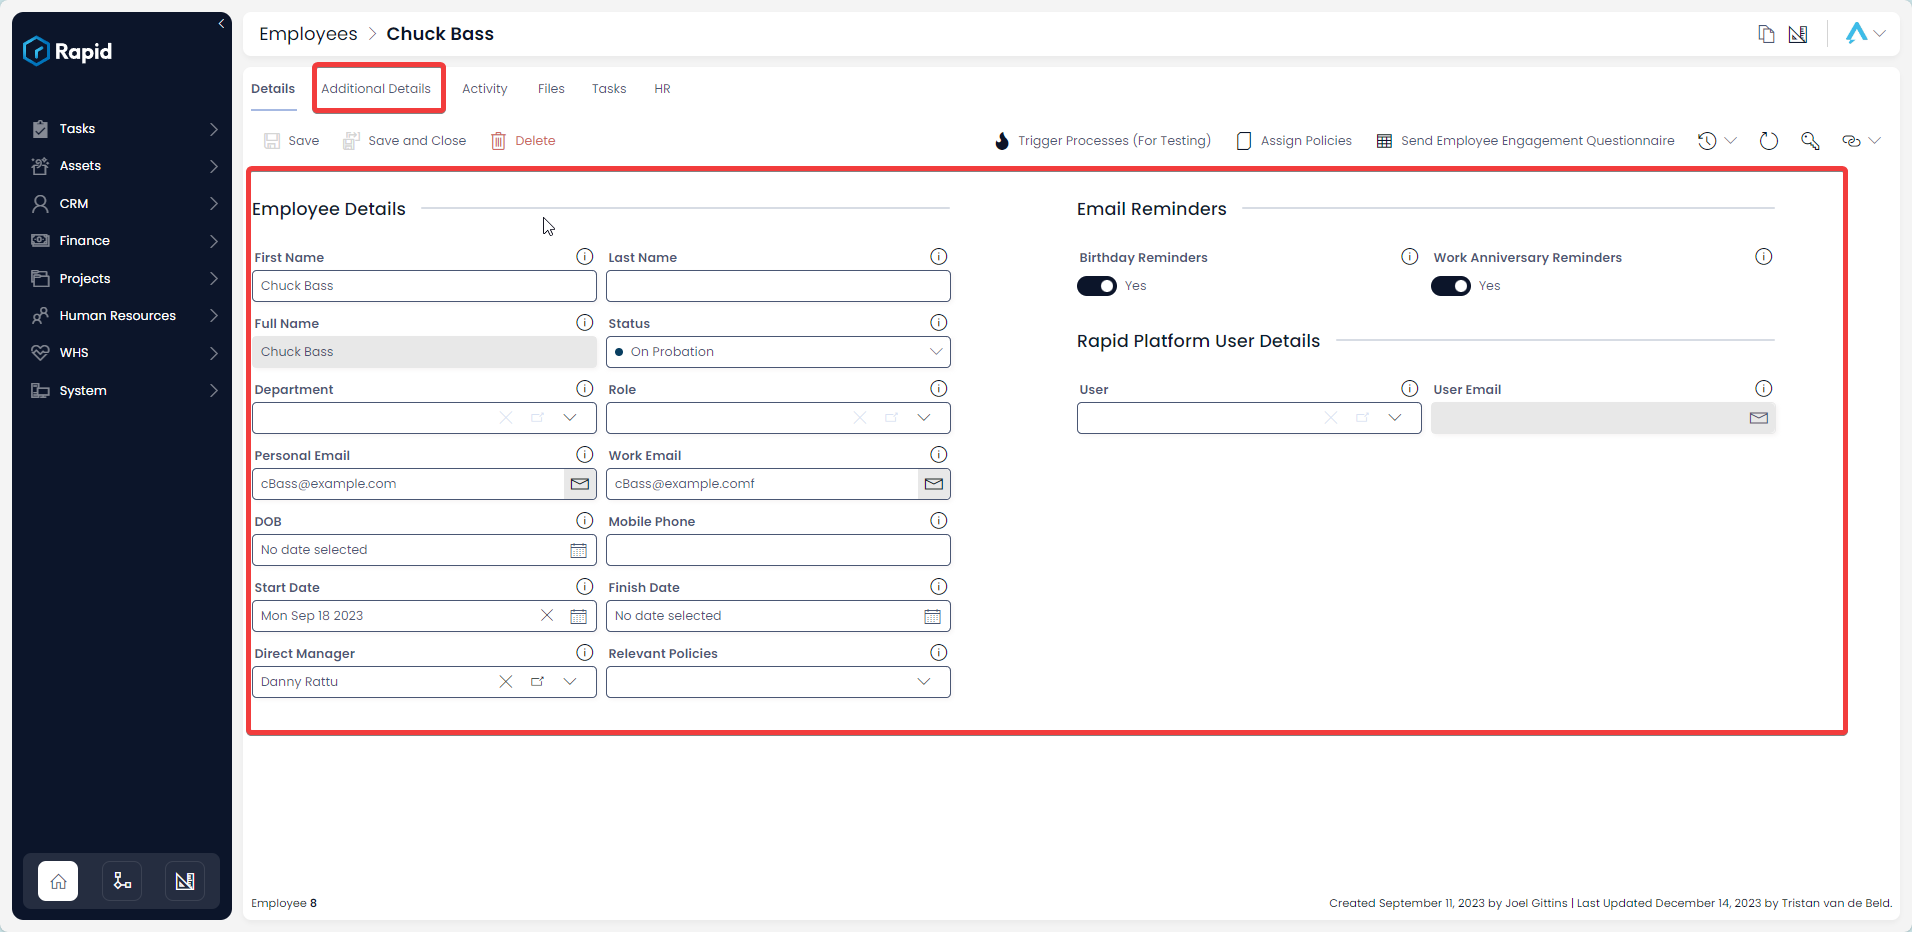 Rapid
Tasks
Assets
CRM
Finance
Projects
Human Resources
WHS
System
Employees > Chuck Bass
Details Additional Details Activity Files Tasks HR
Save Save and Close Delete Trigger Processes (For Testing) Assign Policies Send Employee Engagement Questionnaire
Employee Details
First Name Last Name
Chuck Bass
Full Name Status
Chuck Bass On Probation
Department Role
Personal Email Work Email
cBass@example.com cBass@example.comf
DOB Mobile Phone
No date selected
Start Date Finish Date
Mon Sep 18 2023 No date selected
Direct Manager Relevant Policies
Danny Rattu
Email Reminders
Birthday Reminders Work Anniversary Reminders
Yes Yes
Rapid Platform User Details
User User Email
Employee 8
Created September 11, 2023 by Joel Gittins | Last Updated December 14, 2023 by Tristan van de Beld.